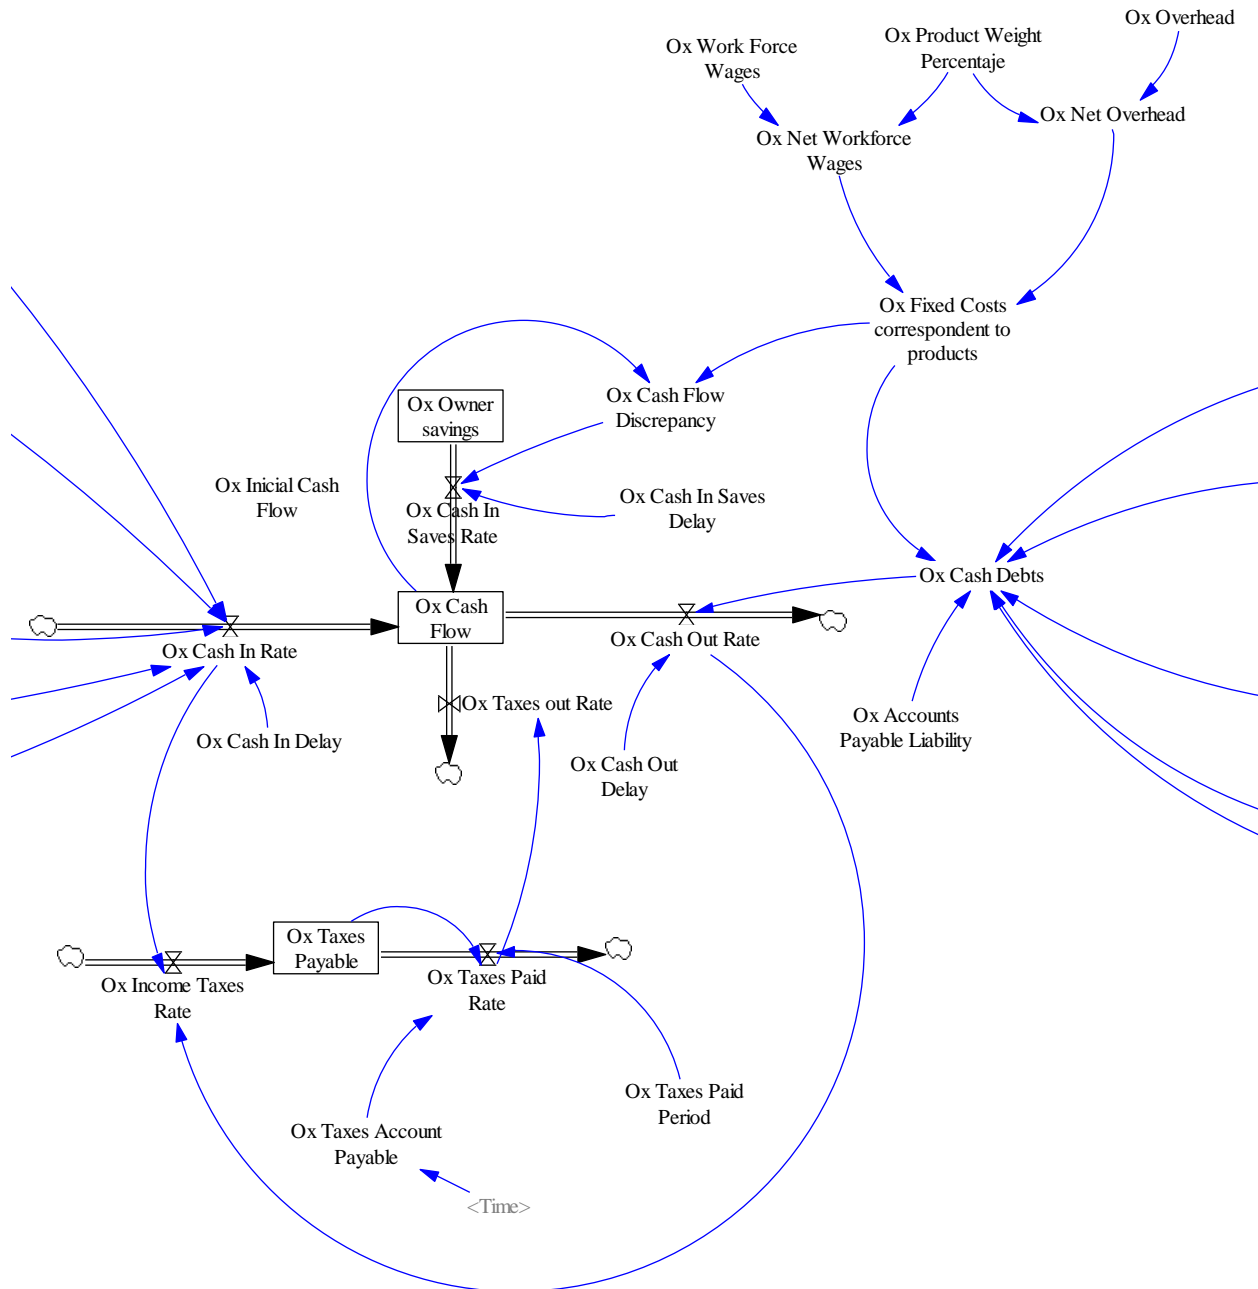 Ox Overhead
Ox Work Force
Wages
Ox Product Weight
Percentaje
Ox Net Overhead
Ox Net Workforce
Wages
Ox Fixed Costs
correspondent to
products
Ox Owner
savings
Ox Cash Flow
Discrepancy
Ox Inicial Cash
Flow
Ox Cash In
Saves Rate
Ox Cash In Saves
Delay
Ox Cash Debts
Ox Cash
Flow
Ox Cash In Rate
Ox Cash Out Rate
Ox Taxes out Rate
Ox Cash In Delay
Ox Cash Out
Delay
Ox Accounts
Payable Liability
Ox Taxes
Payable
Ox Income Taxes
Rate
Ox Taxes Paid
Rate
Ox Taxes Paid
Period
Ox Taxes Account
Payable
<Time>